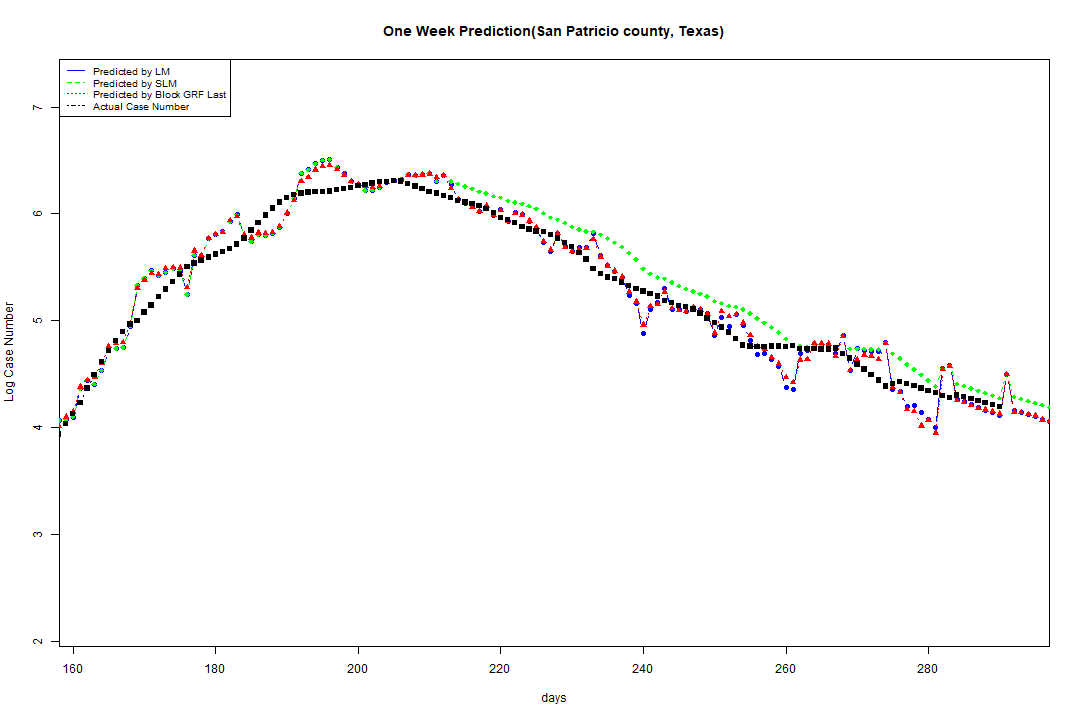 One Week Prediction(San Patricio county, Texas)
Predicted by LM
Predicted by SLM
Predicted by Block GRF Last
Actual Case Number
7
6
5
4
3
2
Log Case Number
160 180 200 220 240 260 280
days